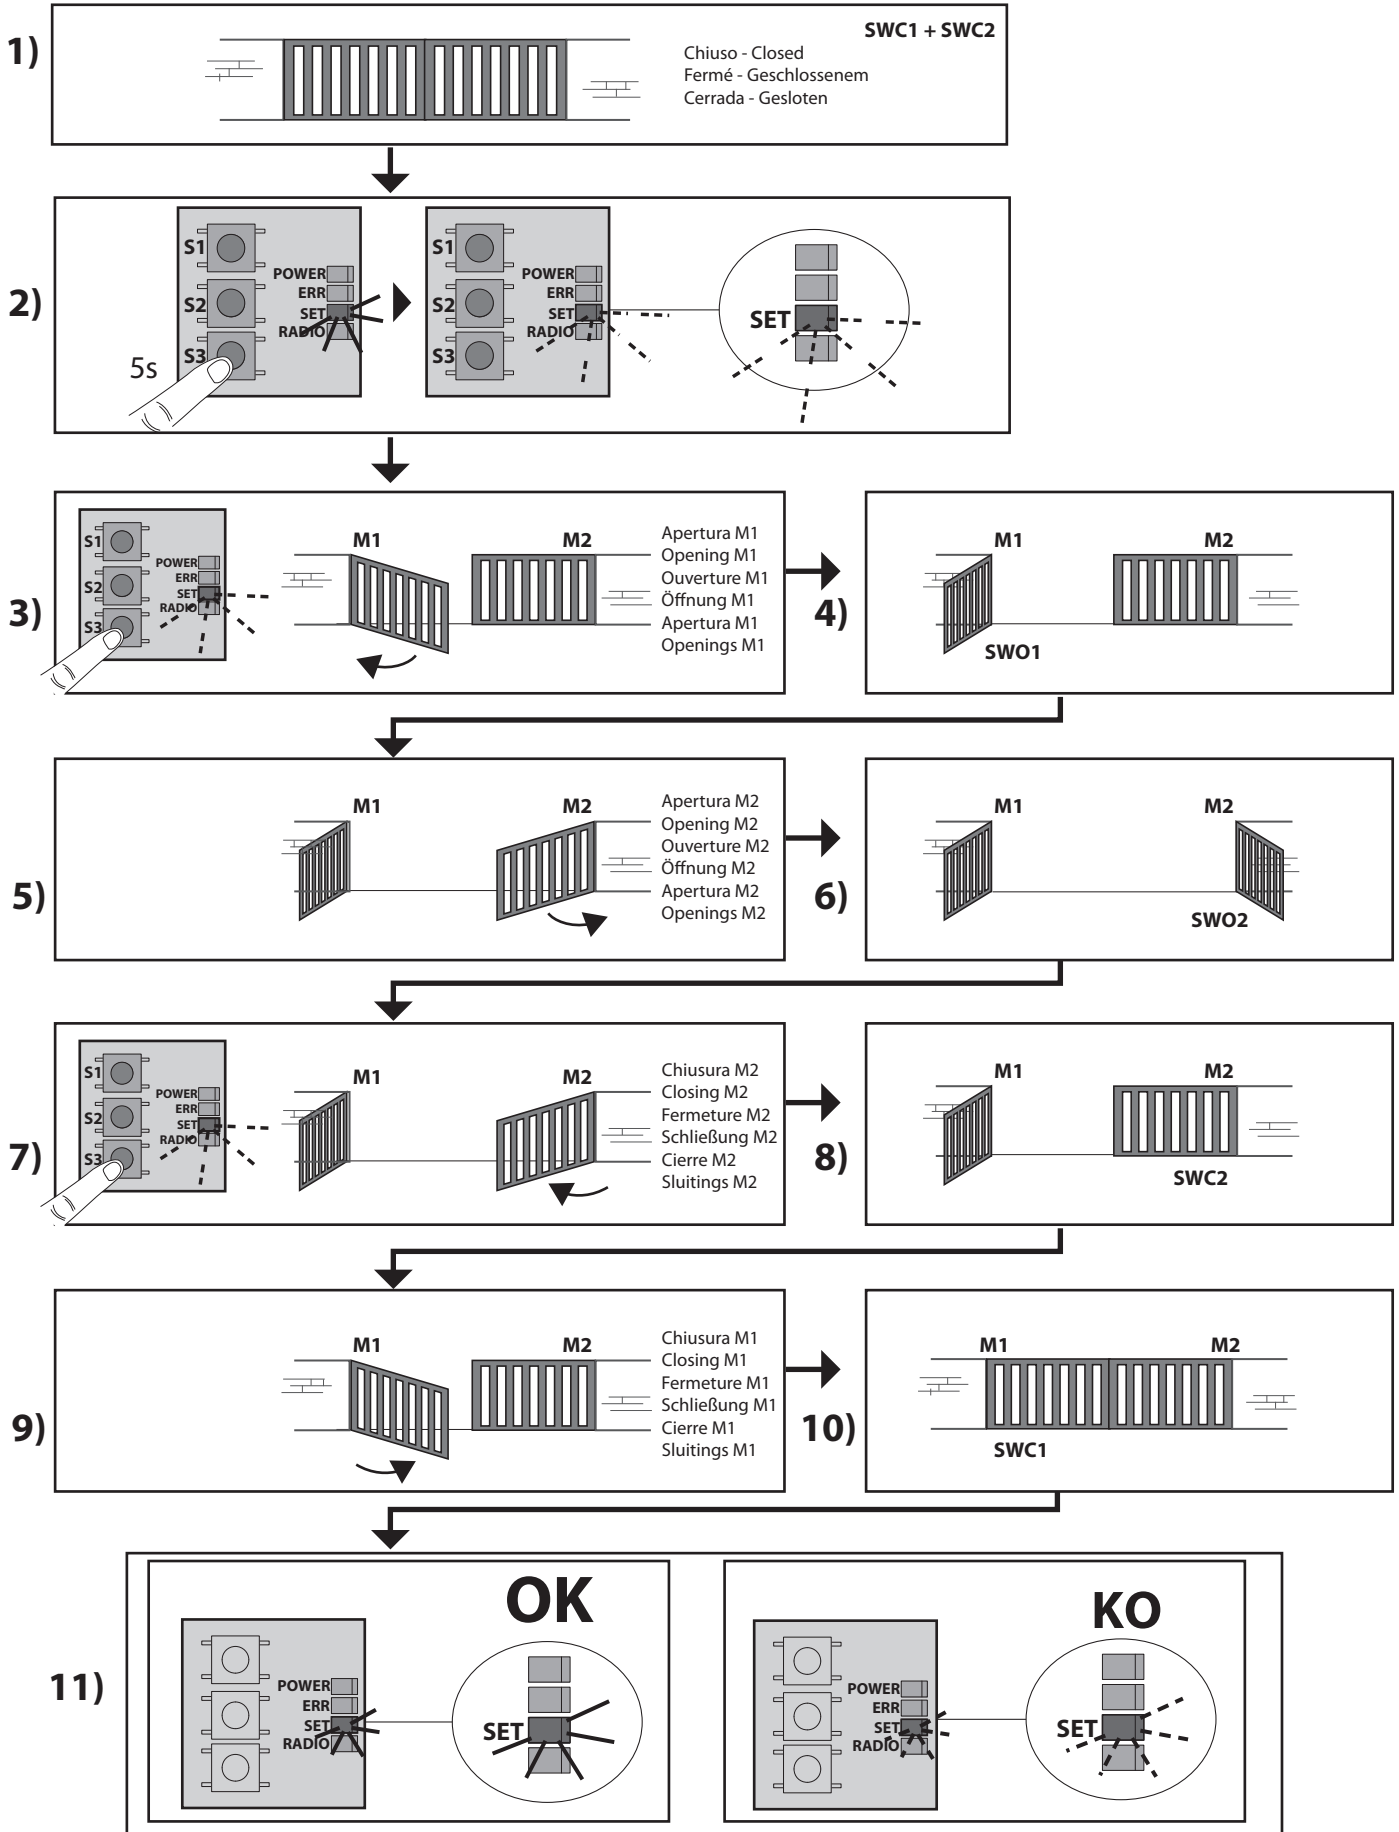 1)
SWC1 + SWC2
Chiuso - Closed
Fermé - Geschlossenem
Cerrada - Gesloten
2)
S1
S2
S3
5s
POWER
ERR
SET
RADIO
S1
S2
S3
POWER
ERR
SET
RADIO
SET
3)
S1
S2
S3
POWER
ERR
SET
RADIO
M1
M2
Apertura M1
Opening M1
Ouverture M1
Öffnung M1
Apertura M1
Openings M1
4)
M1
M2
SWO1
5)
M1
M2
Apertura M2
Opening M2
Ouverture M2
Öffnung M2
Apertura M2
Openings M2
6)
M1
M2
SWO2
7)
S1
S2
S3
POWER
ERR
SET
RADIO
M1
M2
Chiusura M2
Closing M2
Fermeture M2
Schließung M2
Cierre M2
Sluitings M2
8)
M1
M2
SWC2
9)
M1
M2
Chiusura M1
Closing M1
Fermeture M1
Schließung M1
Cierre M1
Sluitings M1
10)
M1
M2
SWC1
11)
OK
POWER
ERR
SET
RADIO
SET
KO
POWER
ERR
SET
RADIO
SET